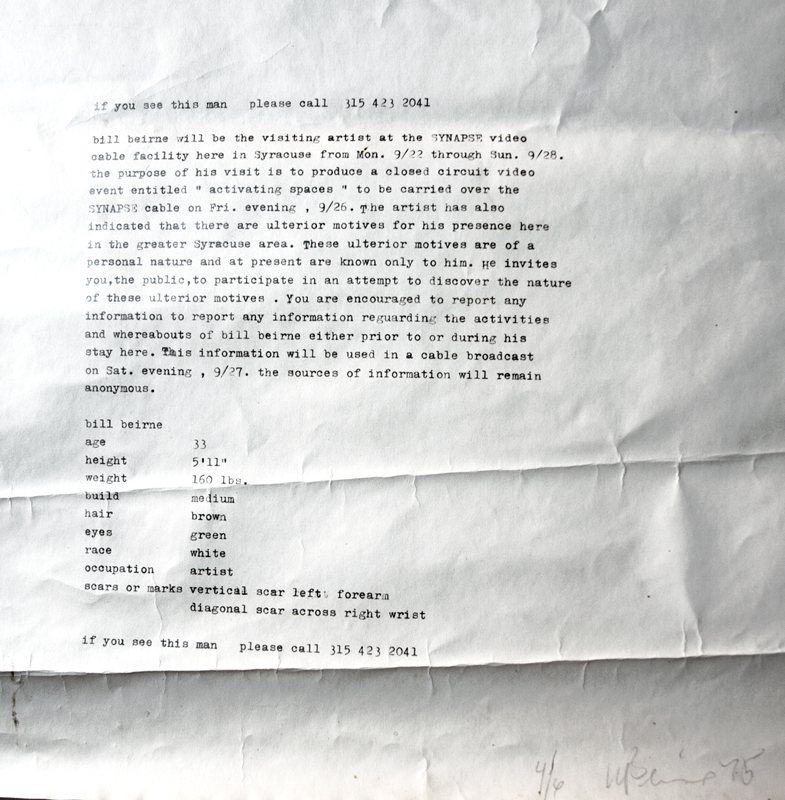 if you see this man please call 315 423 2041
bill beirne will be the visiting artist at the SYNAPSE video
cable facility here in Syracuse from Mon. 9/22 through Sun. 9/28.
the purpose of his visit is to produce a closed circuit video
event entitled " activating spaces " to be carried over the
SYNAPSE cable on Fri. evening , 9/26. The artist has also
indicated that there are ulterior motives for his presence here
in the greater Syracuse area. These ulterior motives are of a
personal nature and at present are known only to him. He invites
you,the public,to participate in an attempt to discover the nature
of these ulterior motives . You are encouraged to report any
information to report any information reguarding the activities
and whereabouts of bill beirne either prior to or during his
stay here. This information will be used in a cable broadcast
on Sat. evening , 9/27. the sources of information will remain
anonymous.
bill beirne
age 33
height 5'11"
weight 160 lbs.
build medium
hair brown
eyes green
race white
occupation artist
scars or marks vertical scar left forearm
diagonal scar across right wrist
if you see this man please call 315 423 2041
4/6 '75